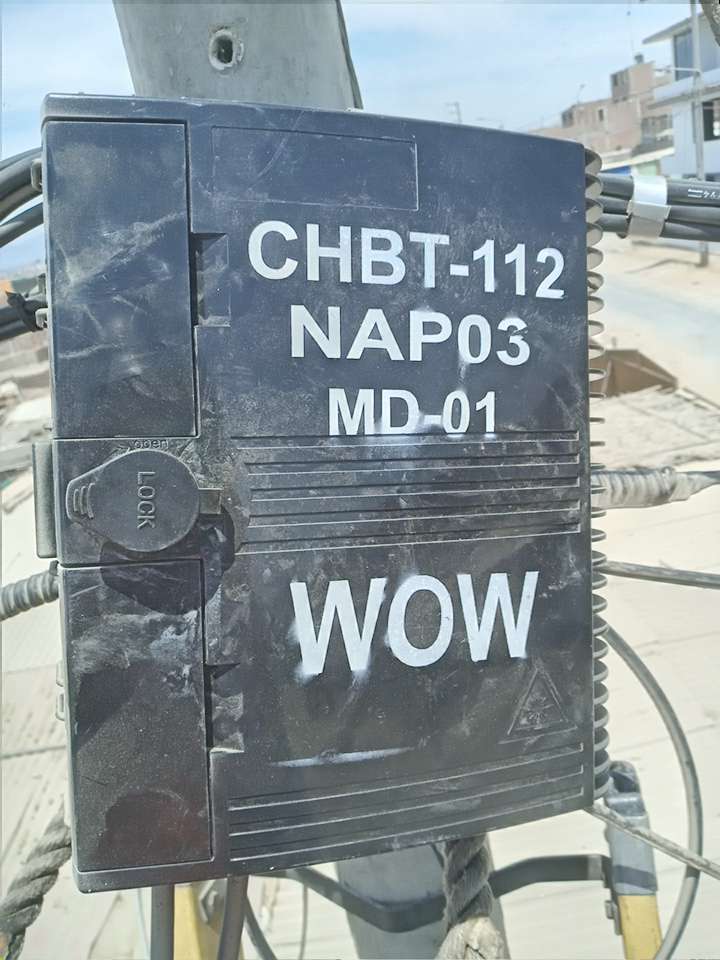 CHBT-112
NAP03
MD-01
open
LOCK
WOW